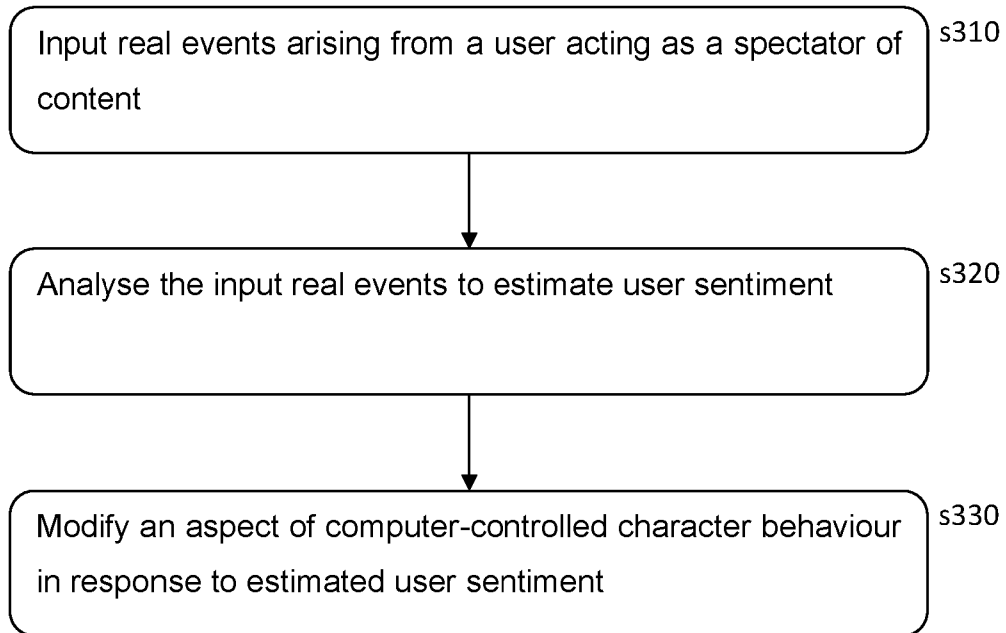 Input real events arising from a user acting as a spectator of
s310
content
Analyse the input real events to estimate user sentiment
s320
Modify an aspect of computer-controlled character behaviour
s330
in response to estimated user sentiment